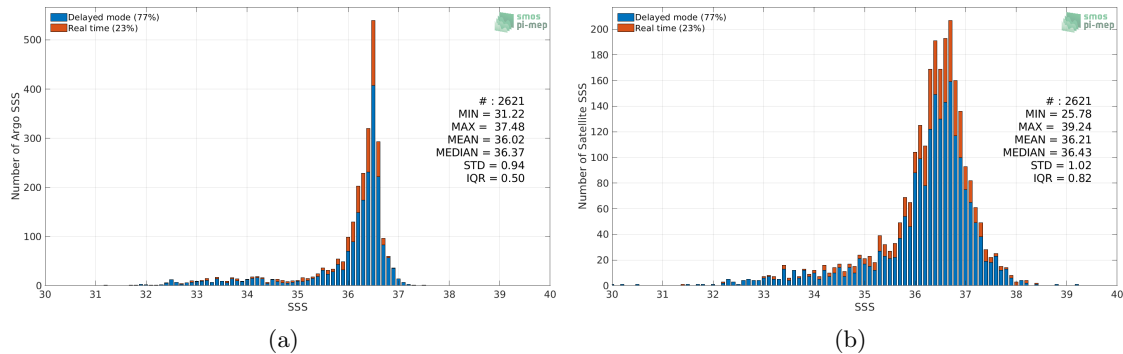 Delayed mode (77%)
Real time (23%)
smos
pi-mep
500
400
300
200
100
0
Number of Argo SSS
# : 2621
MIN = 31.22
MAX = 37.48
MEAN = 36.02
MEDIAN = 36.37
STD = 0.94
IQR = 0.50
30 31 32 33 34 35 36 37 38 39 40
SSS
(a)
Delayed mode (77%)
Real time (23%)
smos
pi-mep
200
180
160
140
120
100
80
60
40
20
0
Number of Satellite SSS
# : 2621
MIN = 25.78
MAX = 39.24
MEAN = 36.21
MEDIAN = 36.43
STD = 1.02
IQR = 0.82
30 31 32 33 34 35 36 37 38 39 40
SSS
(b)